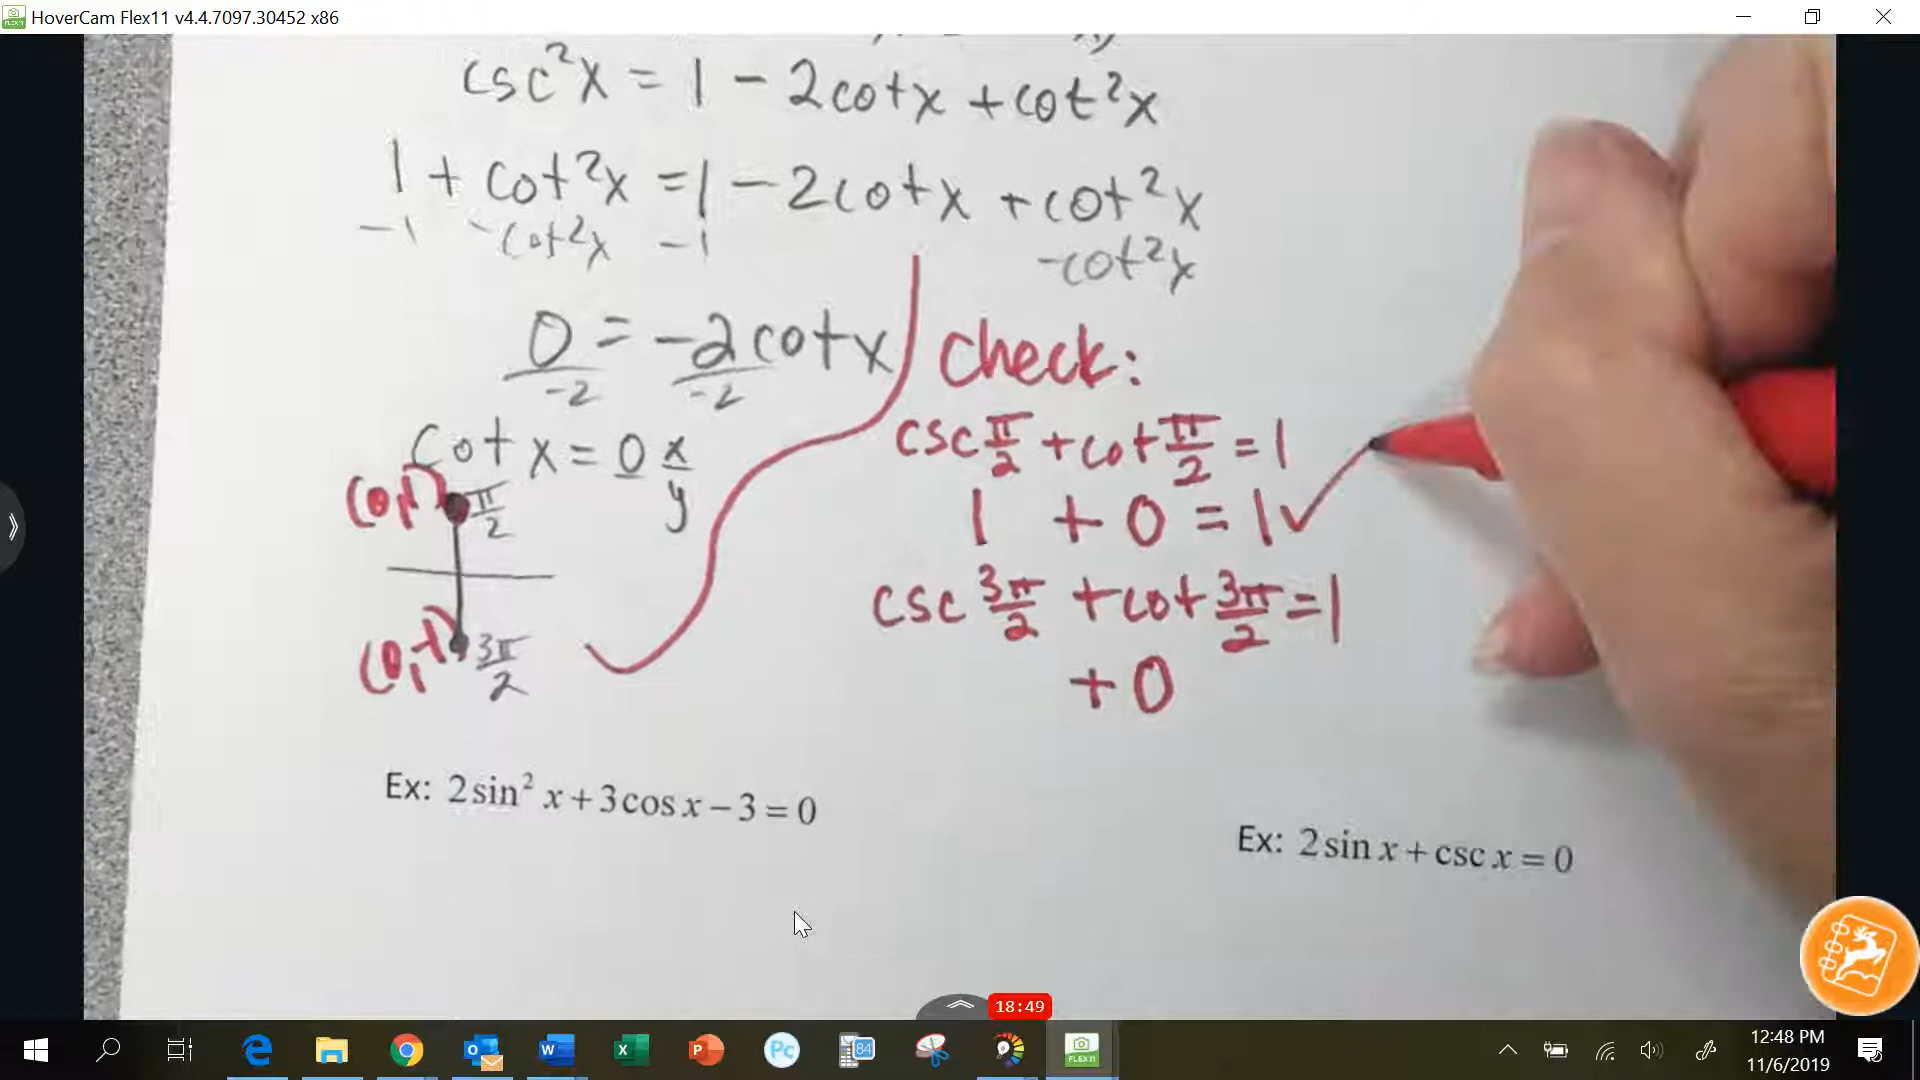 HoverCam Flex11 v4.4.7097.30452 x86
csc²x = 1 - 2cotx + cot²x
1 + cot²x = 1 - 2cotx + cot²x
-1 -cot²x -1 -cot²x
0 = -2cotx
-2 -2
Check:
csc π/2 + cot π/2 = 1
cot x = 0 x/y
(0,1) π/2
1 + 0 = 1 ✓
csc 3π/2 + cot 3π/2 = 1
(0,-1) 3π/2
+ 0
Ex: 2sin² x + 3cos x − 3 = 0
Ex: 2sin x + csc x = 0
18:49
W
X
P
Pc
84
FLEX11
12:48 PM
11/6/2019